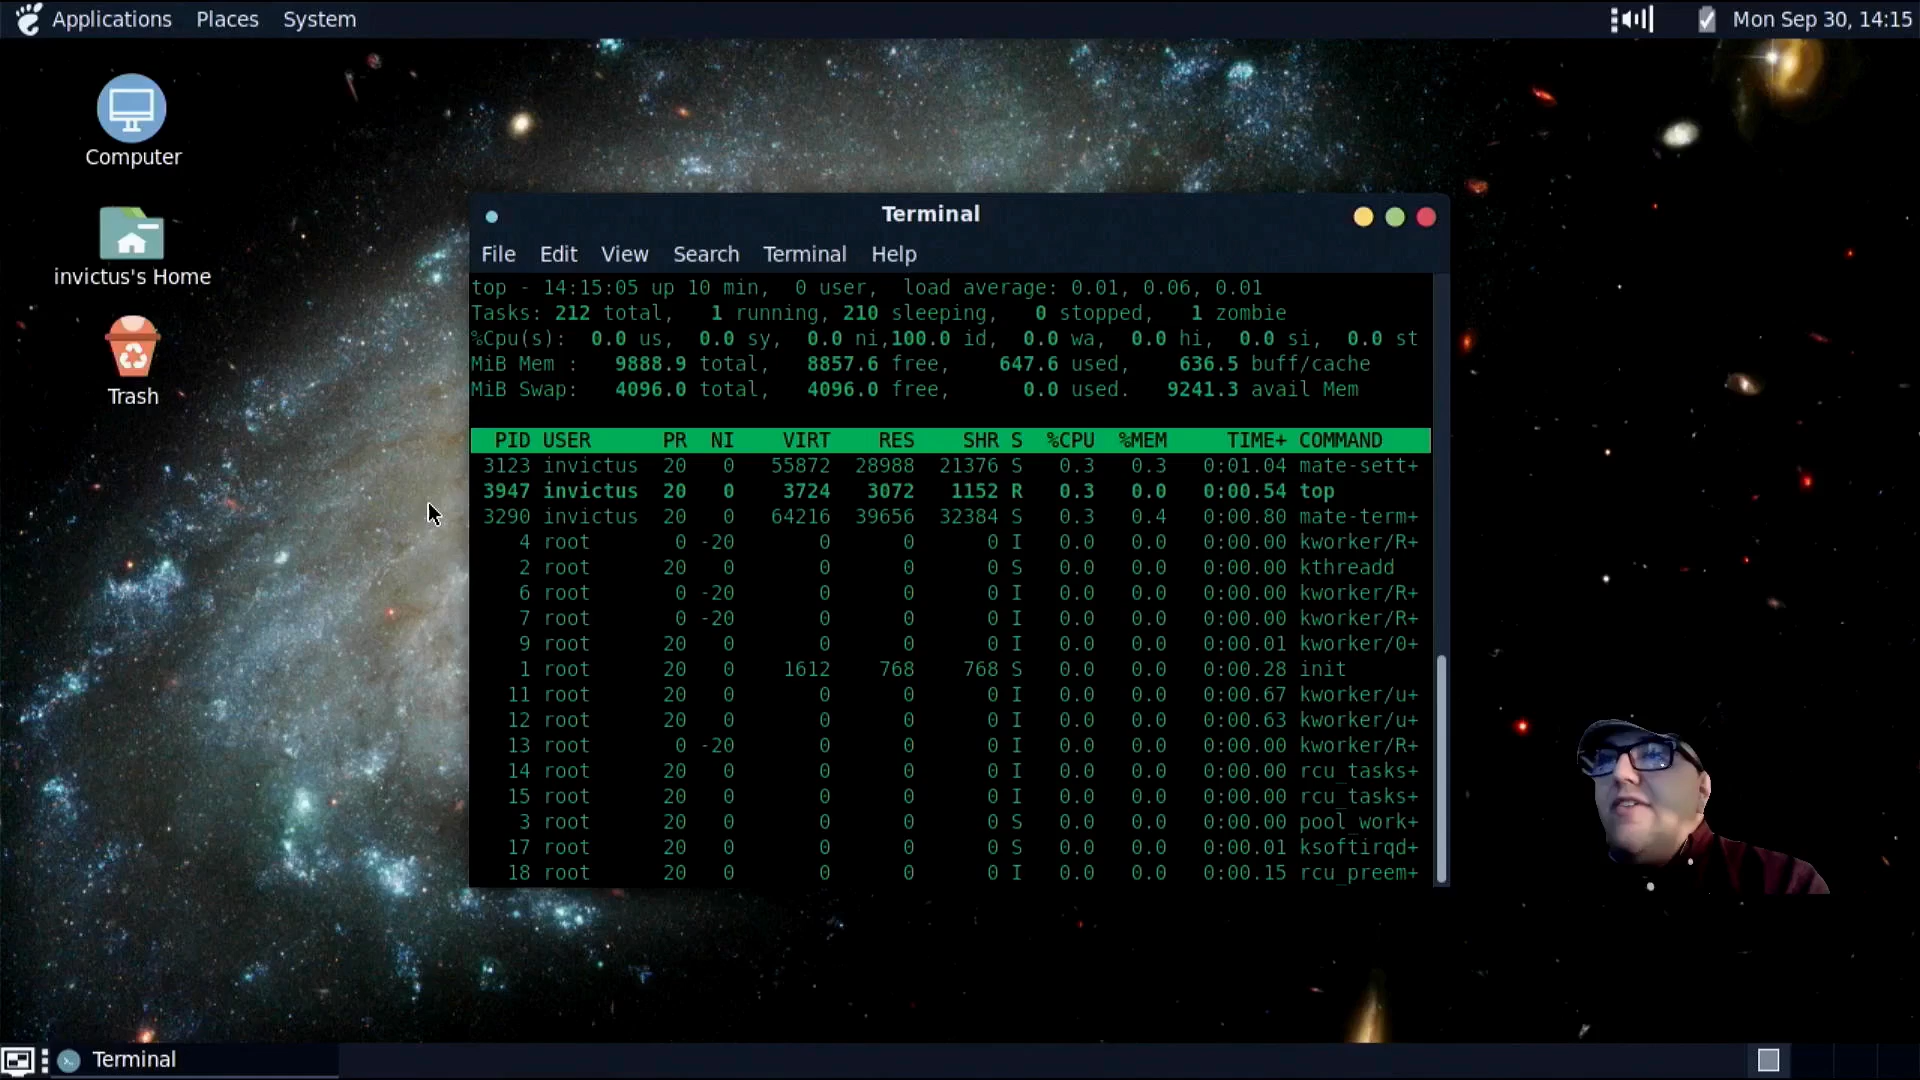 Applications Places System
Mon Sep 30, 14:15
Computer
invictus's Home
Trash
Terminal
File Edit View Search Terminal Help
top - 14:15:05 up 10 min, 0 user, load average: 0.01, 0.06, 0.01
Tasks: 212 total, 1 running, 210 sleeping, 0 stopped, 1 zombie
%Cpu(s): 0.0 us, 0.0 sy, 0.0 ni,100.0 id, 0.0 wa, 0.0 hi, 0.0 si, 0.0 st
MiB Mem : 9888.9 total, 8857.6 free, 647.6 used, 636.5 buff/cache
MiB Swap: 4096.0 total, 4096.0 free, 0.0 used. 9241.3 avail Mem
PID USER PR NI VIRT RES SHR S %CPU %MEM TIME+ COMMAND
3123 invictus 20 0 55872 28988 21376 S 0.3 0.3 0:01.04 mate-sett+
3947 invictus 20 0 3724 3072 1152 R 0.3 0.0 0:00.54 top
3290 invictus 20 0 64216 39656 32384 S 0.3 0.4 0:00.80 mate-term+
4 root 0 -20 0 0 0 I 0.0 0.0 0:00.00 kworker/R+
2 root 20 0 0 0 0 S 0.0 0.0 0:00.00 kthreadd
6 root 0 -20 0 0 0 I 0.0 0.0 0:00.00 kworker/R+
7 root 0 -20 0 0 0 I 0.0 0.0 0:00.00 kworker/R+
9 root 20 0 0 0 0 I 0.0 0.0 0:00.01 kworker/0+
1 root 20 0 1612 768 768 S 0.0 0.0 0:00.28 init
11 root 20 0 0 0 0 I 0.0 0.0 0:00.67 kworker/u+
12 root 20 0 0 0 0 I 0.0 0.0 0:00.63 kworker/u+
13 root 0 -20 0 0 0 I 0.0 0.0 0:00.00 kworker/R+
14 root 20 0 0 0 0 I 0.0 0.0 0:00.00 rcu_tasks+
15 root 20 0 0 0 0 I 0.0 0.0 0:00.00 rcu_tasks+
3 root 20 0 0 0 0 S 0.0 0.0 0:00.00 pool_work+
17 root 20 0 0 0 0 S 0.0 0.0 0:00.01 ksoftirqd+
18 root 20 0 0 0 0 I 0.0 0.0 0:00.15 rcu_preem+
Terminal